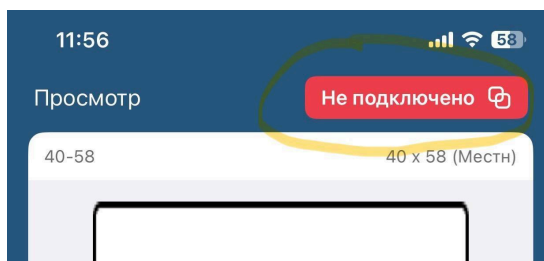 11:56
58
Просмотр
Не подключено
40-58
40 x 58 (Местн)